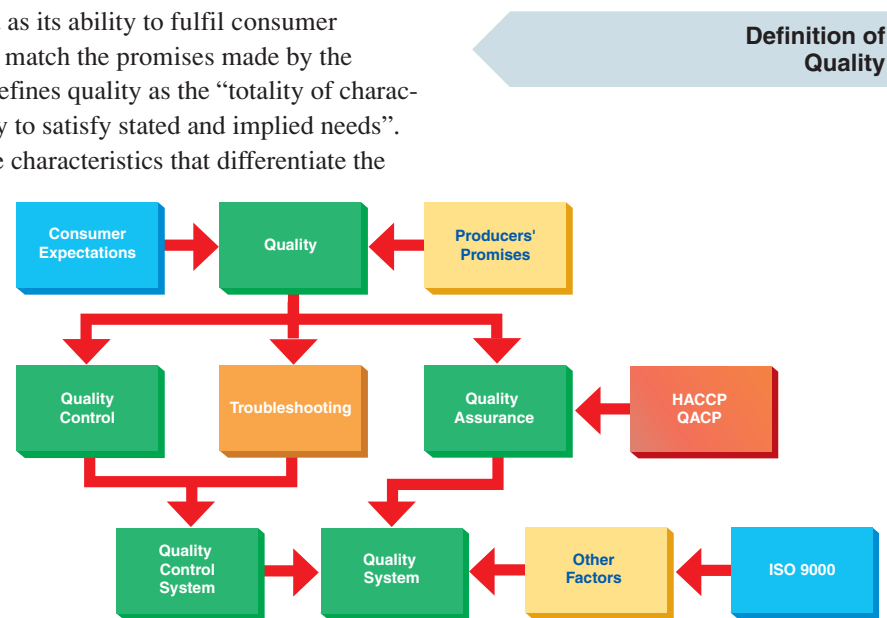 as its ability to fulfil consumer
match the promises made by the
efines quality as the “totality of charac-
y to satisfy stated and implied needs”.
e characteristics that differentiate the
Definition of
Quality
Consumer
Expectations
Quality
Producers'
Promises
Quality
Control
Troubleshooting
Quality
Assurance
HACCP
QACP
Quality
Control
System
Quality
System
Other
Factors
ISO 9000